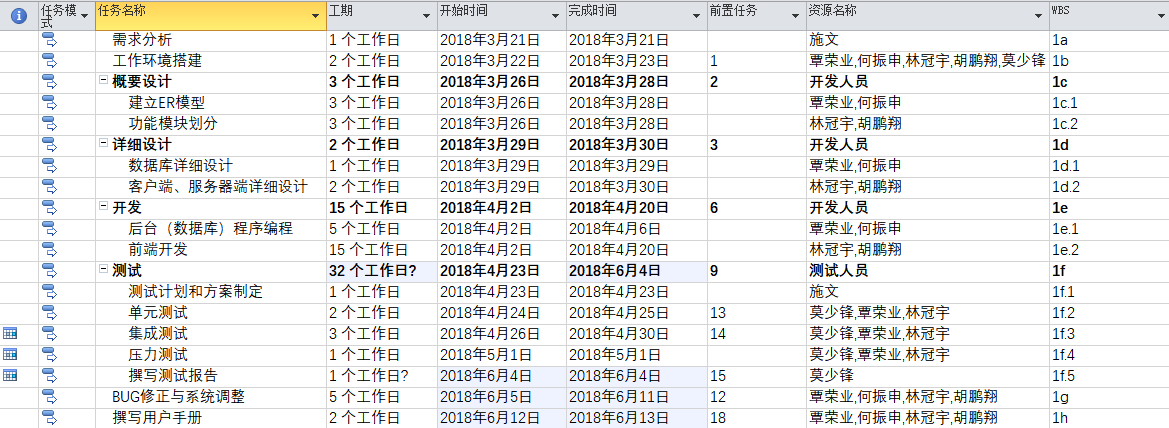 任务模式 任务名称 工期 开始时间 完成时间 前置任务 资源名称 WBS
需求分析 1 个工作日 2018年3月21日 2018年3月21日 施文 1a
工作环境搭建 2 个工作日 2018年3月22日 2018年3月23日 1 覃荣业,何振申,林冠宇,胡鹏翔,莫少锋 1b
概要设计 3 个工作日 2018年3月26日 2018年3月28日 2 开发人员 1c
建立ER模型 3 个工作日 2018年3月26日 2018年3月28日 覃荣业,何振申 1c.1
功能模块划分 3 个工作日 2018年3月26日 2018年3月28日 林冠宇,胡鹏翔 1c.2
详细设计 2 个工作日 2018年3月29日 2018年3月30日 3 开发人员 1d
数据库详细设计 1 个工作日 2018年3月29日 2018年3月29日 覃荣业,何振申 1d.1
客户端、服务器端详细设计 2 个工作日 2018年3月29日 2018年3月30日 林冠宇,胡鹏翔 1d.2
开发 15 个工作日 2018年4月2日 2018年4月20日 6 开发人员 1e
后台（数据库）程序编程 5 个工作日 2018年4月2日 2018年4月6日 覃荣业,何振申 1e.1
前端开发 15 个工作日 2018年4月2日 2018年4月20日 林冠宇,胡鹏翔 1e.2
测试 32 个工作日? 2018年4月23日 2018年6月4日 9 测试人员 1f
测试计划和方案制定 1 个工作日 2018年4月23日 2018年4月23日 施文 1f.1
单元测试 2 个工作日 2018年4月24日 2018年4月25日 13 莫少锋,覃荣业,林冠宇 1f.2
集成测试 3 个工作日 2018年4月26日 2018年4月30日 14 莫少锋,覃荣业,林冠宇 1f.3
压力测试 1 个工作日 2018年5月1日 2018年5月1日 莫少锋,覃荣业,林冠宇 1f.4
撰写测试报告 1 个工作日? 2018年6月4日 2018年6月4日 15 莫少锋 1f.5
BUG修正与系统调整 5 个工作日 2018年6月5日 2018年6月11日 12 覃荣业,何振申,林冠宇,胡鹏翔 1g
撰写用户手册 2 个工作日 2018年6月12日 2018年6月13日 18 覃荣业,何振申,林冠宇,胡鹏翔 1h